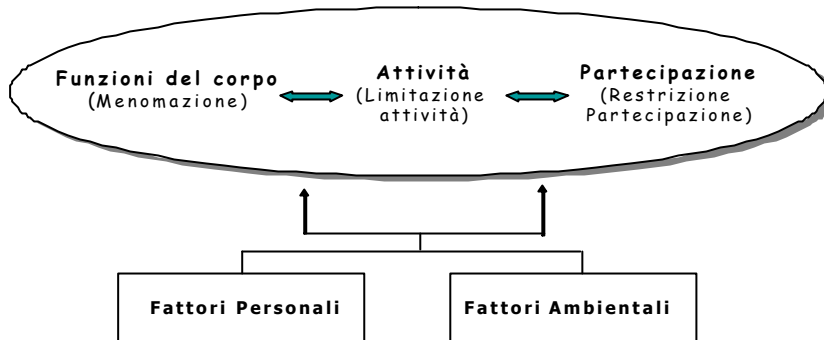 Funzioni del corpo
(Menomazione)
Attività
(Limitazione
attività)
Partecipazione
(Restrizione
Partecipazione)
Fattori Personali
Fattori Ambientali